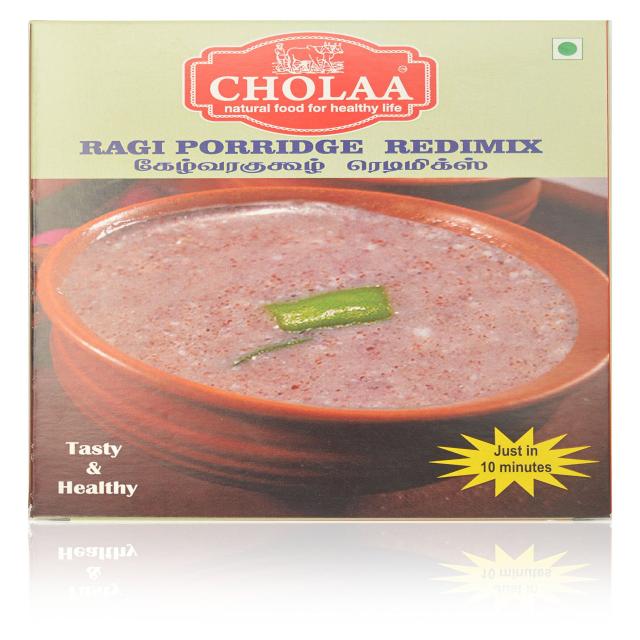 CHOLAA
natural food for healthy life
RAGI PORRIDGE REDIMIX
கேழ்வரகுகூழ் ரெடிமிக்ஸ்
Tasty
&
Healthy
Just in
10 minutes